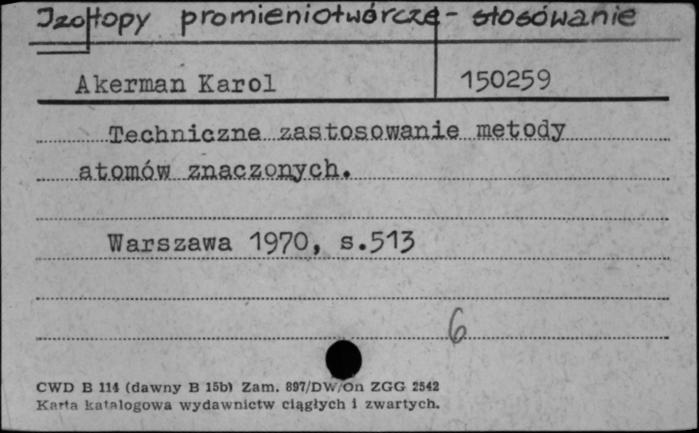 Izotopy promieniotwórcze - stosowanie
Akerman Karol 150259
Techniczne zastosowanie metody
atomów znaczonych.
Warszawa 1970, s.513
6
CWD B 114 (dawny B 15b) Zam. 897/DW/On ZGG 2542
Karta katalogowa wydawnictw ciągłych i zwartych.